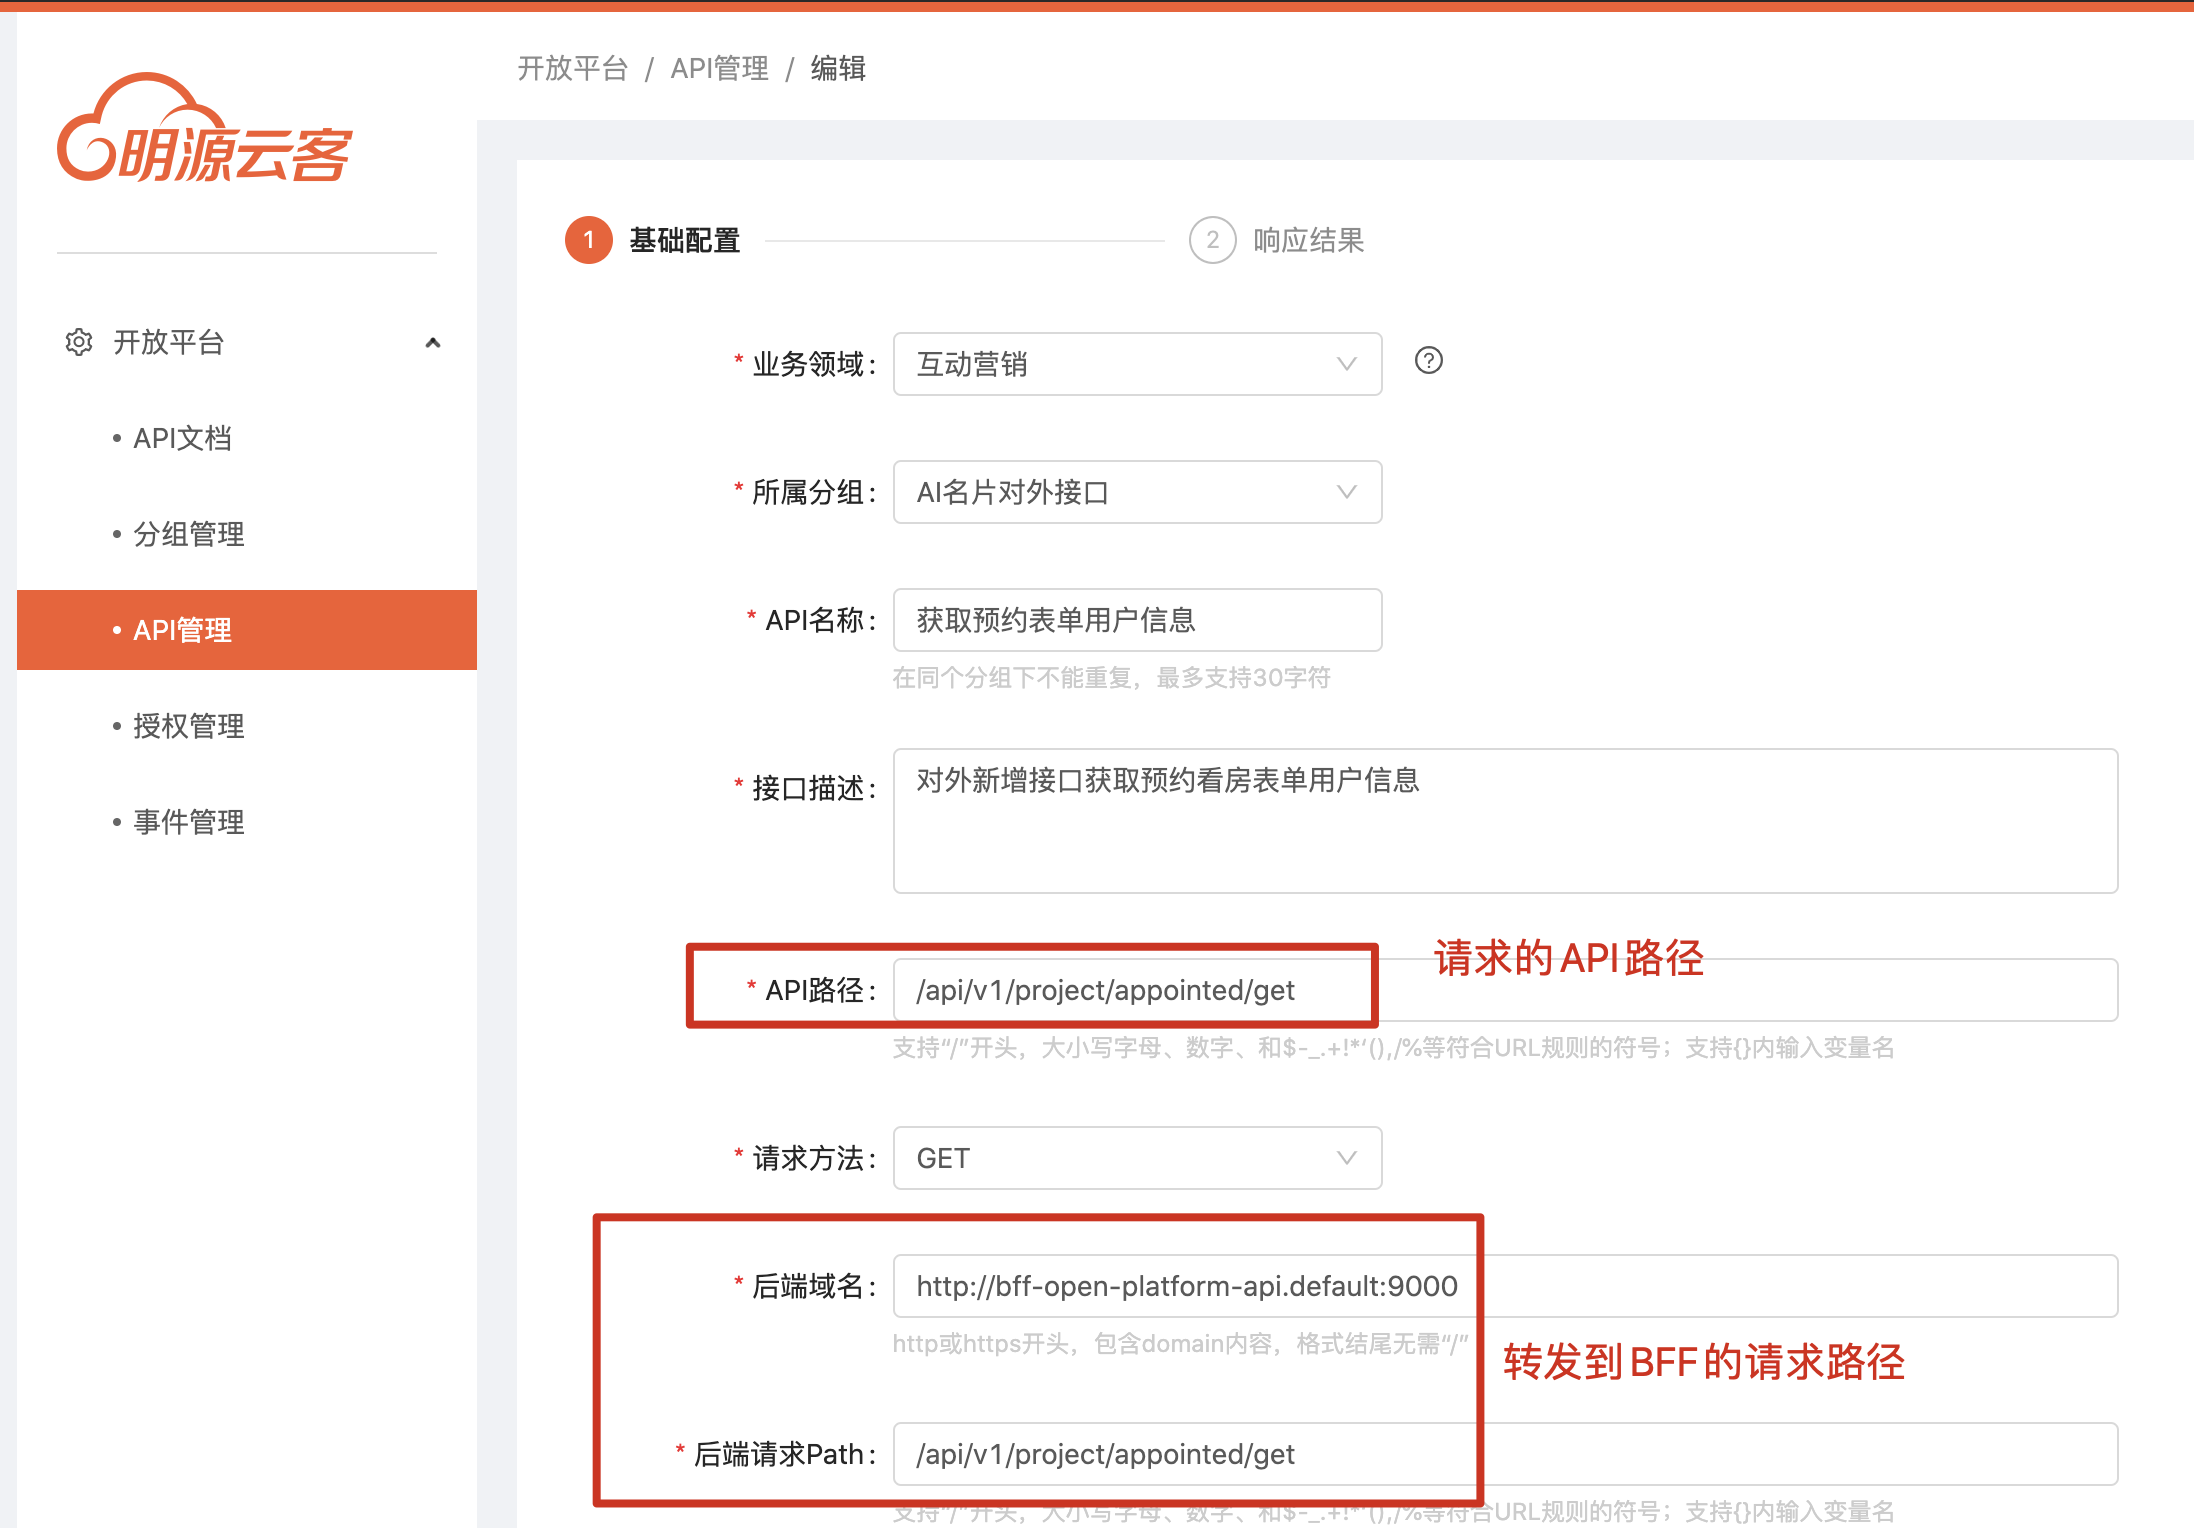 开放平台 / API管理 / 编辑
明源云客
开放平台
• API文档
• 分组管理
• API管理
• 授权管理
• 事件管理
1 基础配置
2 响应结果
* 业务领域: 互动营销 ?
* 所属分组: AI名片对外接口
* API名称: 获取预约表单用户信息
在同个分组下不能重复，最多支持30字符
* 接口描述: 对外新增接口获取预约看房表单用户信息
请求的API路径
* API路径: /api/v1/project/appointed/get
支持“/”开头，大小写字母、数字、和$-_.+!*‘(),/%等符合URL规则的符号；支持{}内输入变量名
* 请求方法: GET
* 后端域名: http://bff-open-platform-api.default:9000
http或https开头，包含domain内容，格式结尾无需“/”
转发到BFF的请求路径
* 后端请求Path: /api/v1/project/appointed/get
支持“/”开头，大小写字母、数字、和$-_.+!*‘(),/%等符合URL规则的符号；支持{}内输入变量名